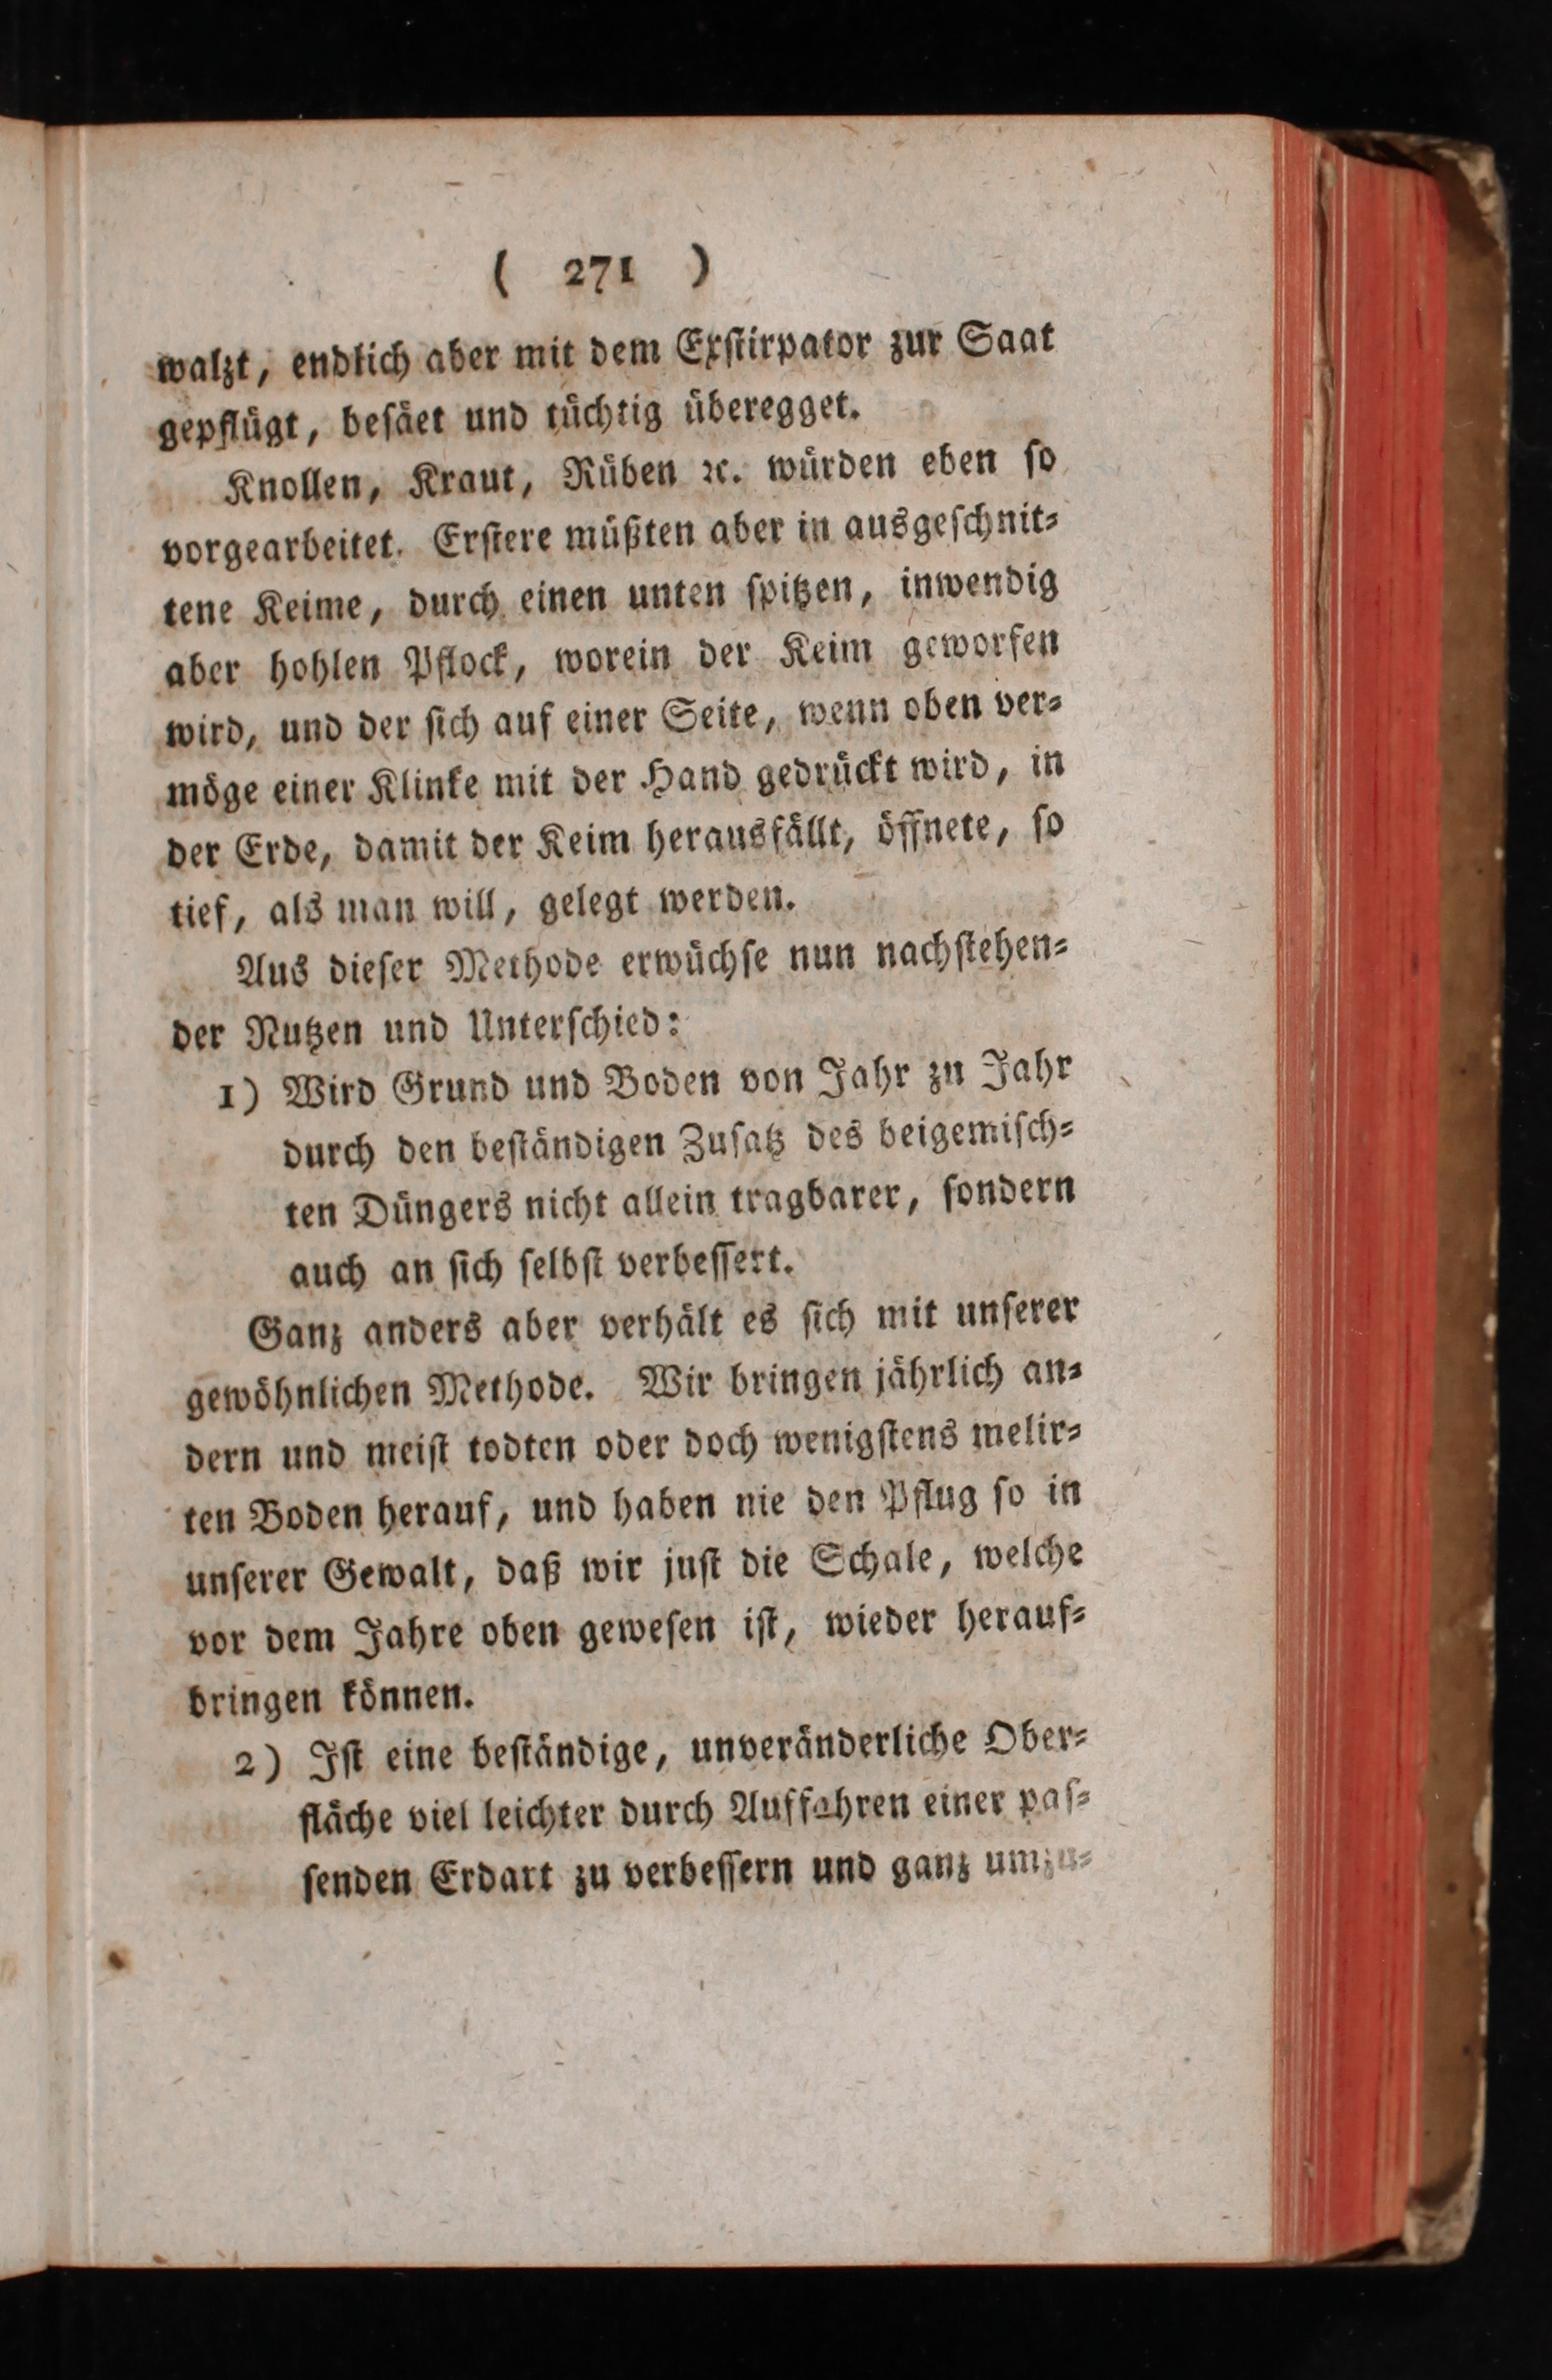 ( 271 )
walzt, endlich aber mit dem Exſtirpator zur Saat
gepflügt, beſäet und tüchtig überegget.
Knollen, Kraut, Rüben ꝛc. würden eben ſo
vorgearbeitet. Erſtere müßten aber in ausgeſchnit⸗
tene Keime, durch einen unten ſpitzen, inwendig
aber hohlen Pflock, worein der Keim geworfen
wird, und der ſich auf einer Seite, wenn oben ver⸗
möge einer Klinke mit der Hand gedrückt wird, in
der Erde, damit der Keim herausfällt, öffnete, ſo
tief, als man will, gelegt werden.
Aus dieſer Methode erwüchſe nun nachſtehen⸗
der Nutzen und Unterſchied:
1) Wird Grund und Boden von Jahr zu Jahr
durch den beſtändigen Zuſatz des beigemiſch⸗
ten Düngers nicht allein tragbarer, ſondern
auch an ſich ſelbſt verbeſſert.
Ganz anders aber verhält es ſich mit unſerer
gewöhnlichen Methode. Wir bringen jährlich an⸗
dern und meiſt todten oder doch wenigſtens melir⸗
ten Boden herauf, und haben nie den Pflug ſo in
unſerer Gewalt, daß wir juſt die Schale, welche
vor dem Jahre oben geweſen iſt, wieder herauf⸗
bringen können.
2) Iſt eine beſtändige, unveränderliche Ober⸗
fläche viel leichter durch Auffahren einer paſ⸗
ſenden Erdart zu verbeſſern und ganz umzu⸗